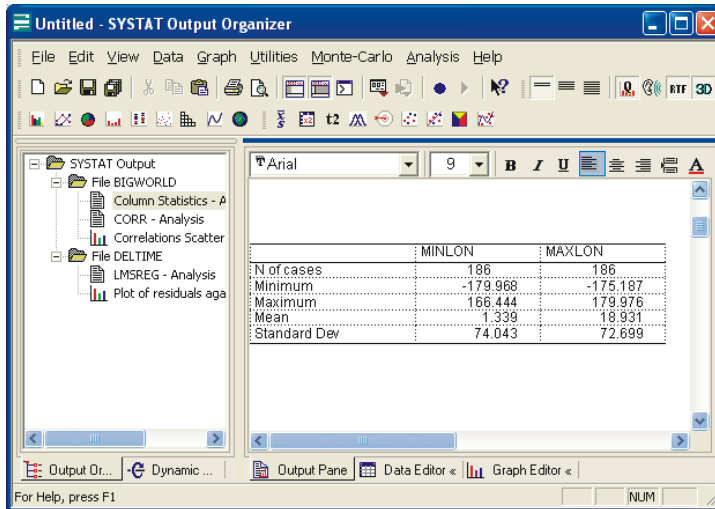 Untitled - SYSTAT Output Organizer
File Edit View Data Graph Utilities Monte-Carlo Analysis Help
RTF 3D
t2
SYSTAT Output
File BIGWORLD
Column Statistics - A
CORR - Analysis
Correlations Scatter
File DELTIME
LMSREG - Analysis
Plot of residuals aga
Arial 9 B I U A
MINLON MAXLON
N of cases 186 186
Minimum -179.968 -175.187
Maximum 166.444 179.976
Mean 1.339 18.931
Standard Dev 74.043 72.699
Output Or... Dynamic ... Output Pane Data Editor « Graph Editor «
For Help, press F1 NUM